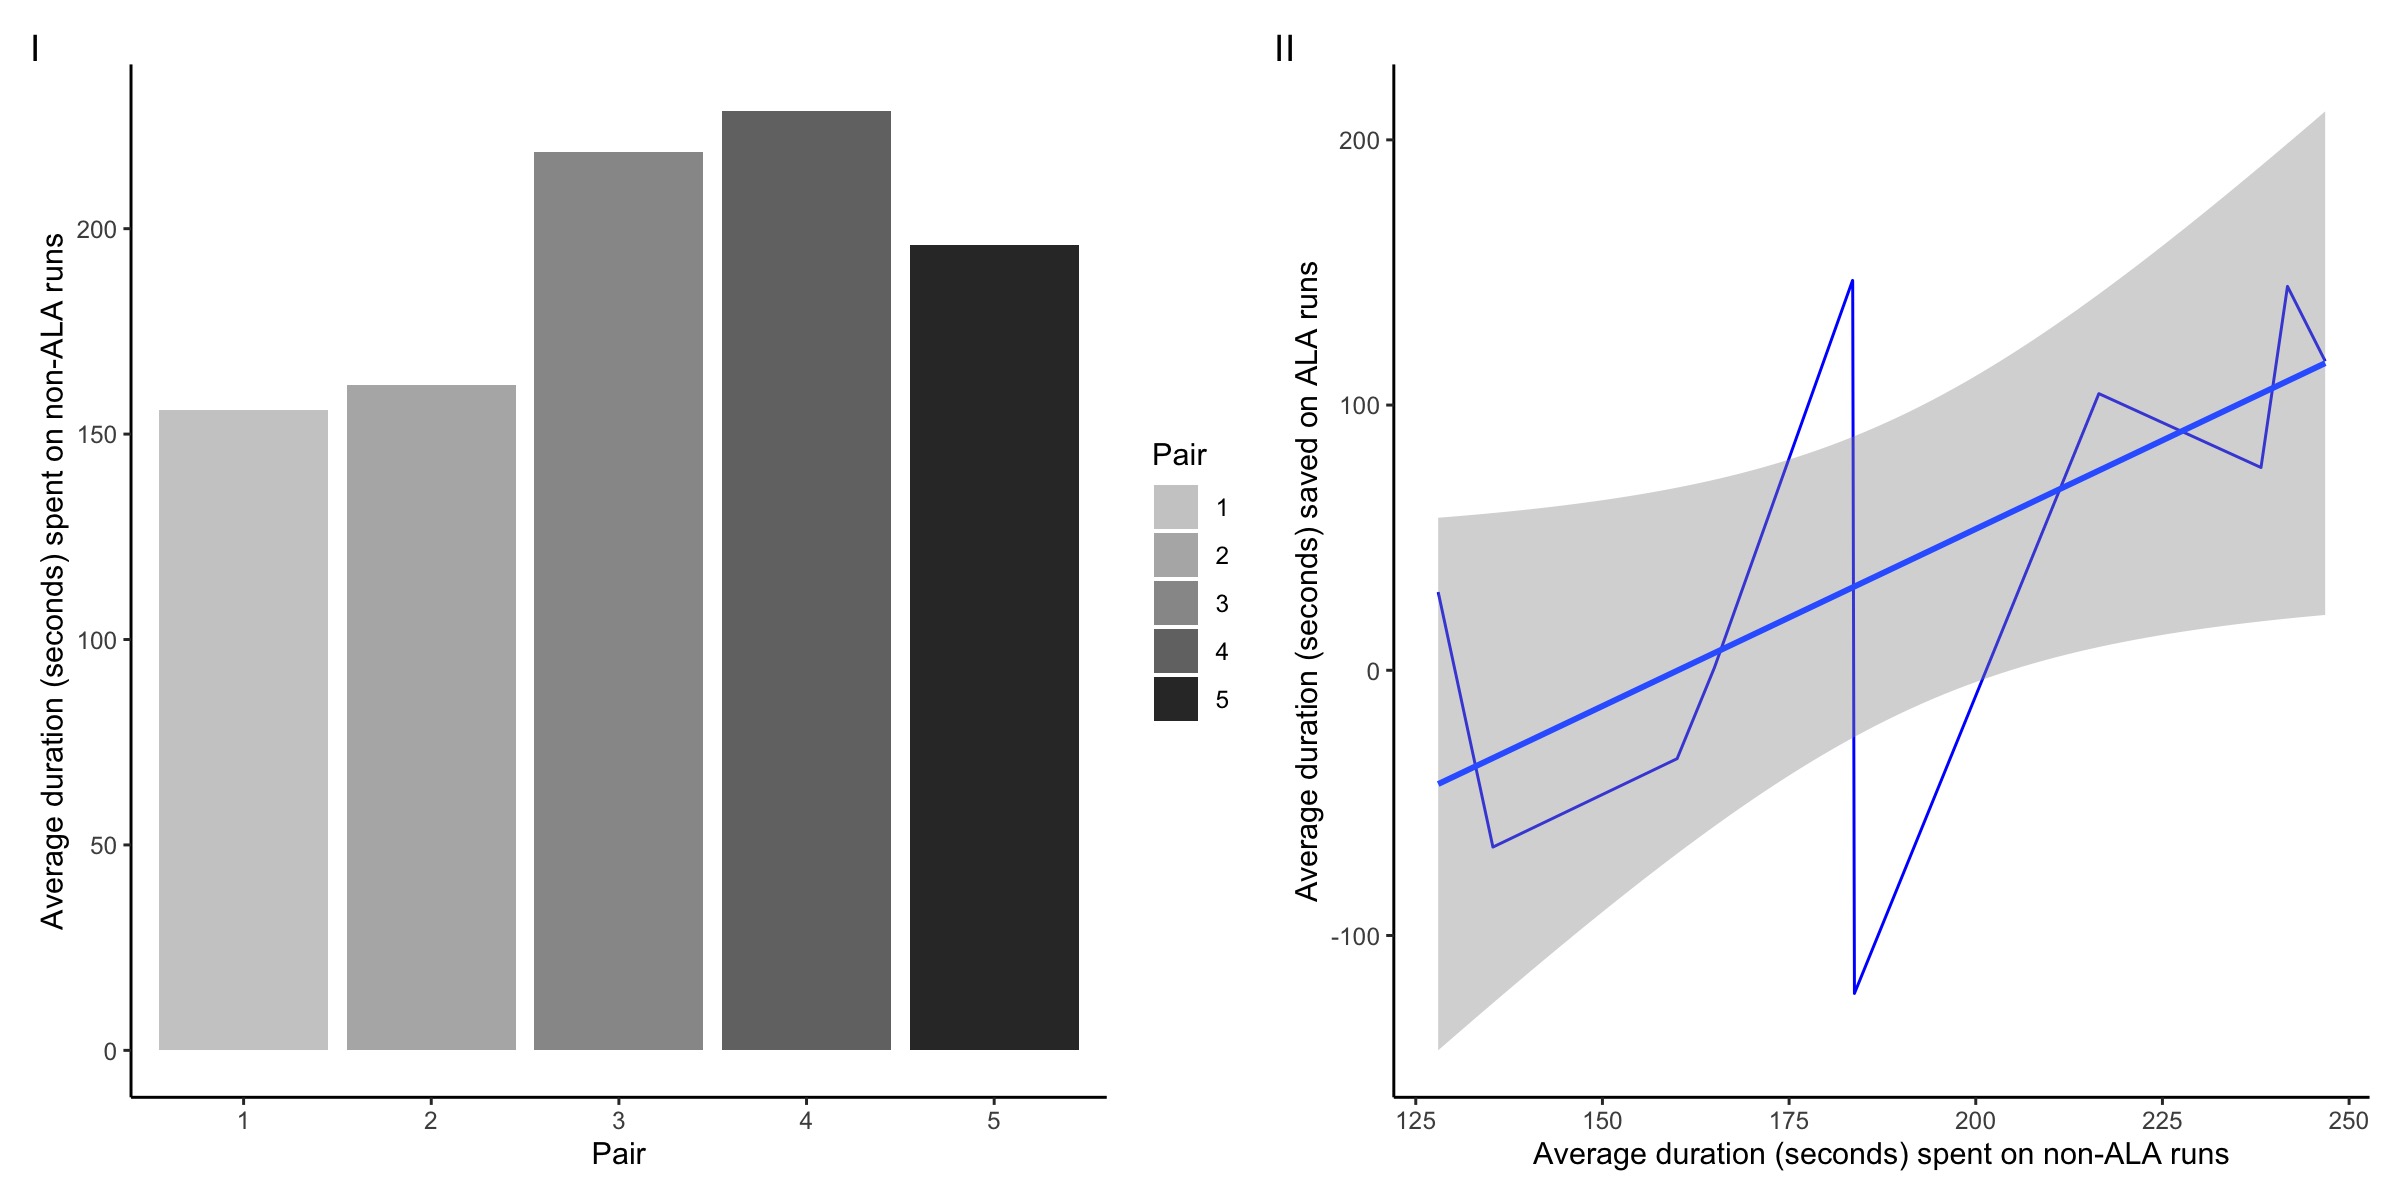 I
Average duration (seconds) spent on non-ALA runs
200
150
100
50
0
1 2 3 4 5
Pair
Pair
1
2
3
4
5
II
Average duration (seconds) saved on ALA runs
200
100
0
-100
125 150 175 200 225 250
Average duration (seconds) spent on non-ALA runs